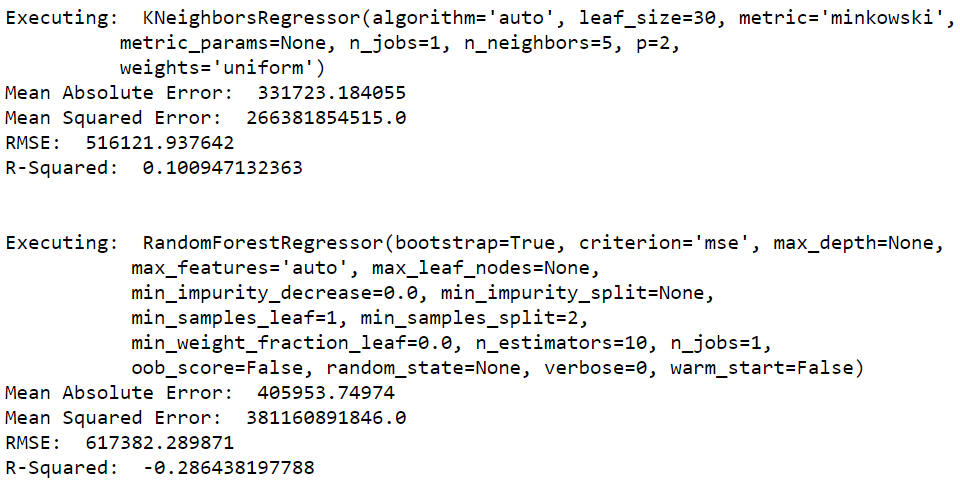 Executing:  KNeighborsRegressor(algorithm='auto', leaf_size=30, metric='minkowski',
          metric_params=None, n_jobs=1, n_neighbors=5, p=2,
          weights='uniform')
Mean Absolute Error:  331723.184055
Mean Squared Error:  266381854515.0
RMSE:  516121.937642
R-Squared:  0.100947132363
Executing:  RandomForestRegressor(bootstrap=True, criterion='mse', max_depth=None,
           max_features='auto', max_leaf_nodes=None,
           min_impurity_decrease=0.0, min_impurity_split=None,
           min_samples_leaf=1, min_samples_split=2,
           min_weight_fraction_leaf=0.0, n_estimators=10, n_jobs=1,
           oob_score=False, random_state=None, verbose=0, warm_start=False)
Mean Absolute Error:  405953.74974
Mean Squared Error:  381160891846.0
RMSE:  617382.289871
R-Squared:  -0.286438197788